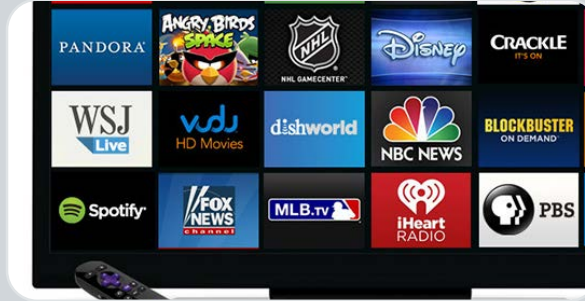 PANDORA
ANGRY BIRDS
SPACE
NHL
NHL GAMECENTER™
Disney
CRACKLE
IT'S ON
WSJ
Live
vudu
HD Movies
dishworld
NBC NEWS
BLOCKBUSTER
ON DEMAND
Spotify
FOX
NEWS
channel
MLB.TV
iHeart
RADIO
PBS